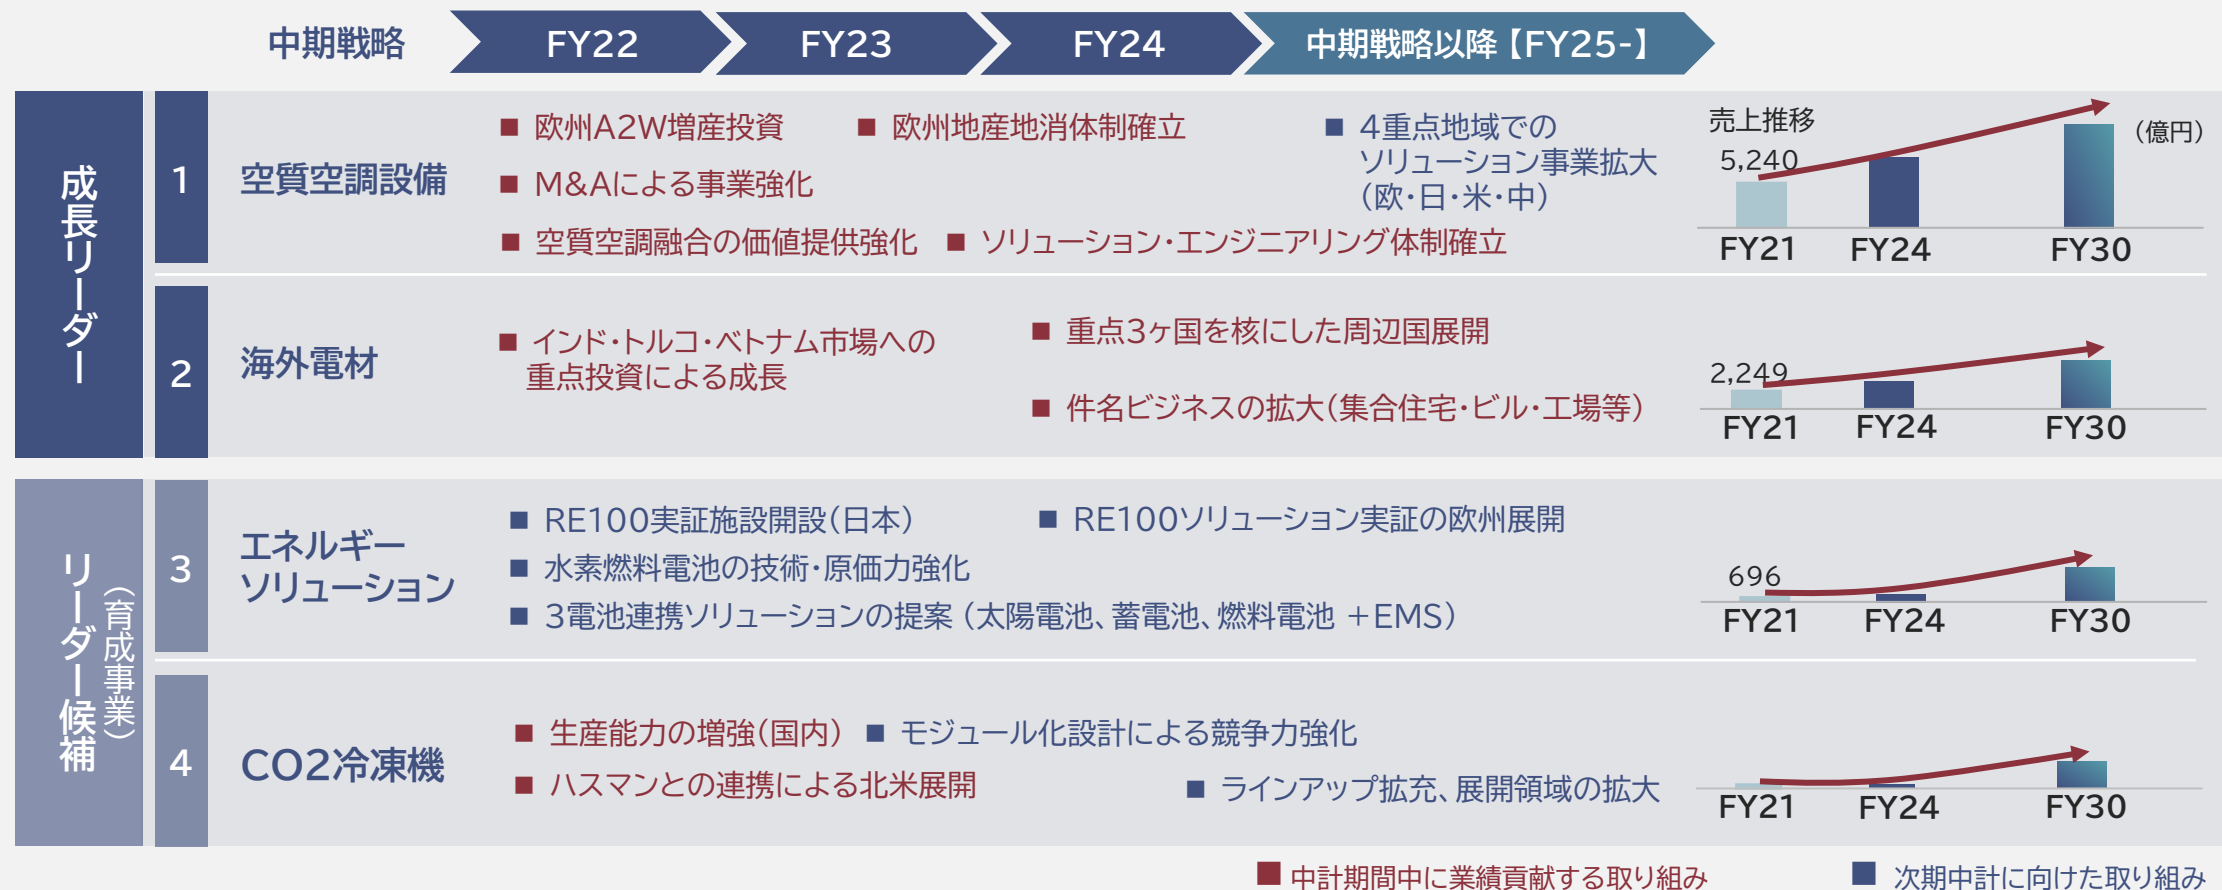 中期戦略
FY22
FY23
FY24
中期戦略以降【FY25-】
成長リーダー
1
空質空調設備
■ 欧州A2W増産投資
■ 欧州地産地消体制確立
■ 4重点地域での
ソリューション事業拡大
(欧・日・米・中)
■ M&Aによる事業強化
■ 空質空調融合の価値提供強化
■ ソリューション・エンジニアリング体制確立
売上推移
(億円)
5,240
FY21
FY24
FY30
2
海外電材
■ インド・トルコ・ベトナム市場への
重点投資による成長
■ 重点3ヶ国を核にした周辺国展開
■ 件名ビジネスの拡大(集合住宅・ビル・工場等)
2,249
FY21
FY24
FY30
リーダー候補
(育成事業)
3
エネルギー
ソリューション
■ RE100実証施設開設(日本)
■ RE100ソリューション実証の欧州展開
■ 水素燃料電池の技術・原価力強化
■ 3電池連携ソリューションの提案 (太陽電池、蓄電池、燃料電池 +EMS)
696
FY21
FY24
FY30
4
CO2冷凍機
■ 生産能力の増強(国内)
■ モジュール化設計による競争力強化
■ ハスマンとの連携による北米展開
■ ラインアップ拡充、展開領域の拡大
FY21
FY24
FY30
■ 中計期間中に業績貢献する取り組み
■ 次期中計に向けた取り組み